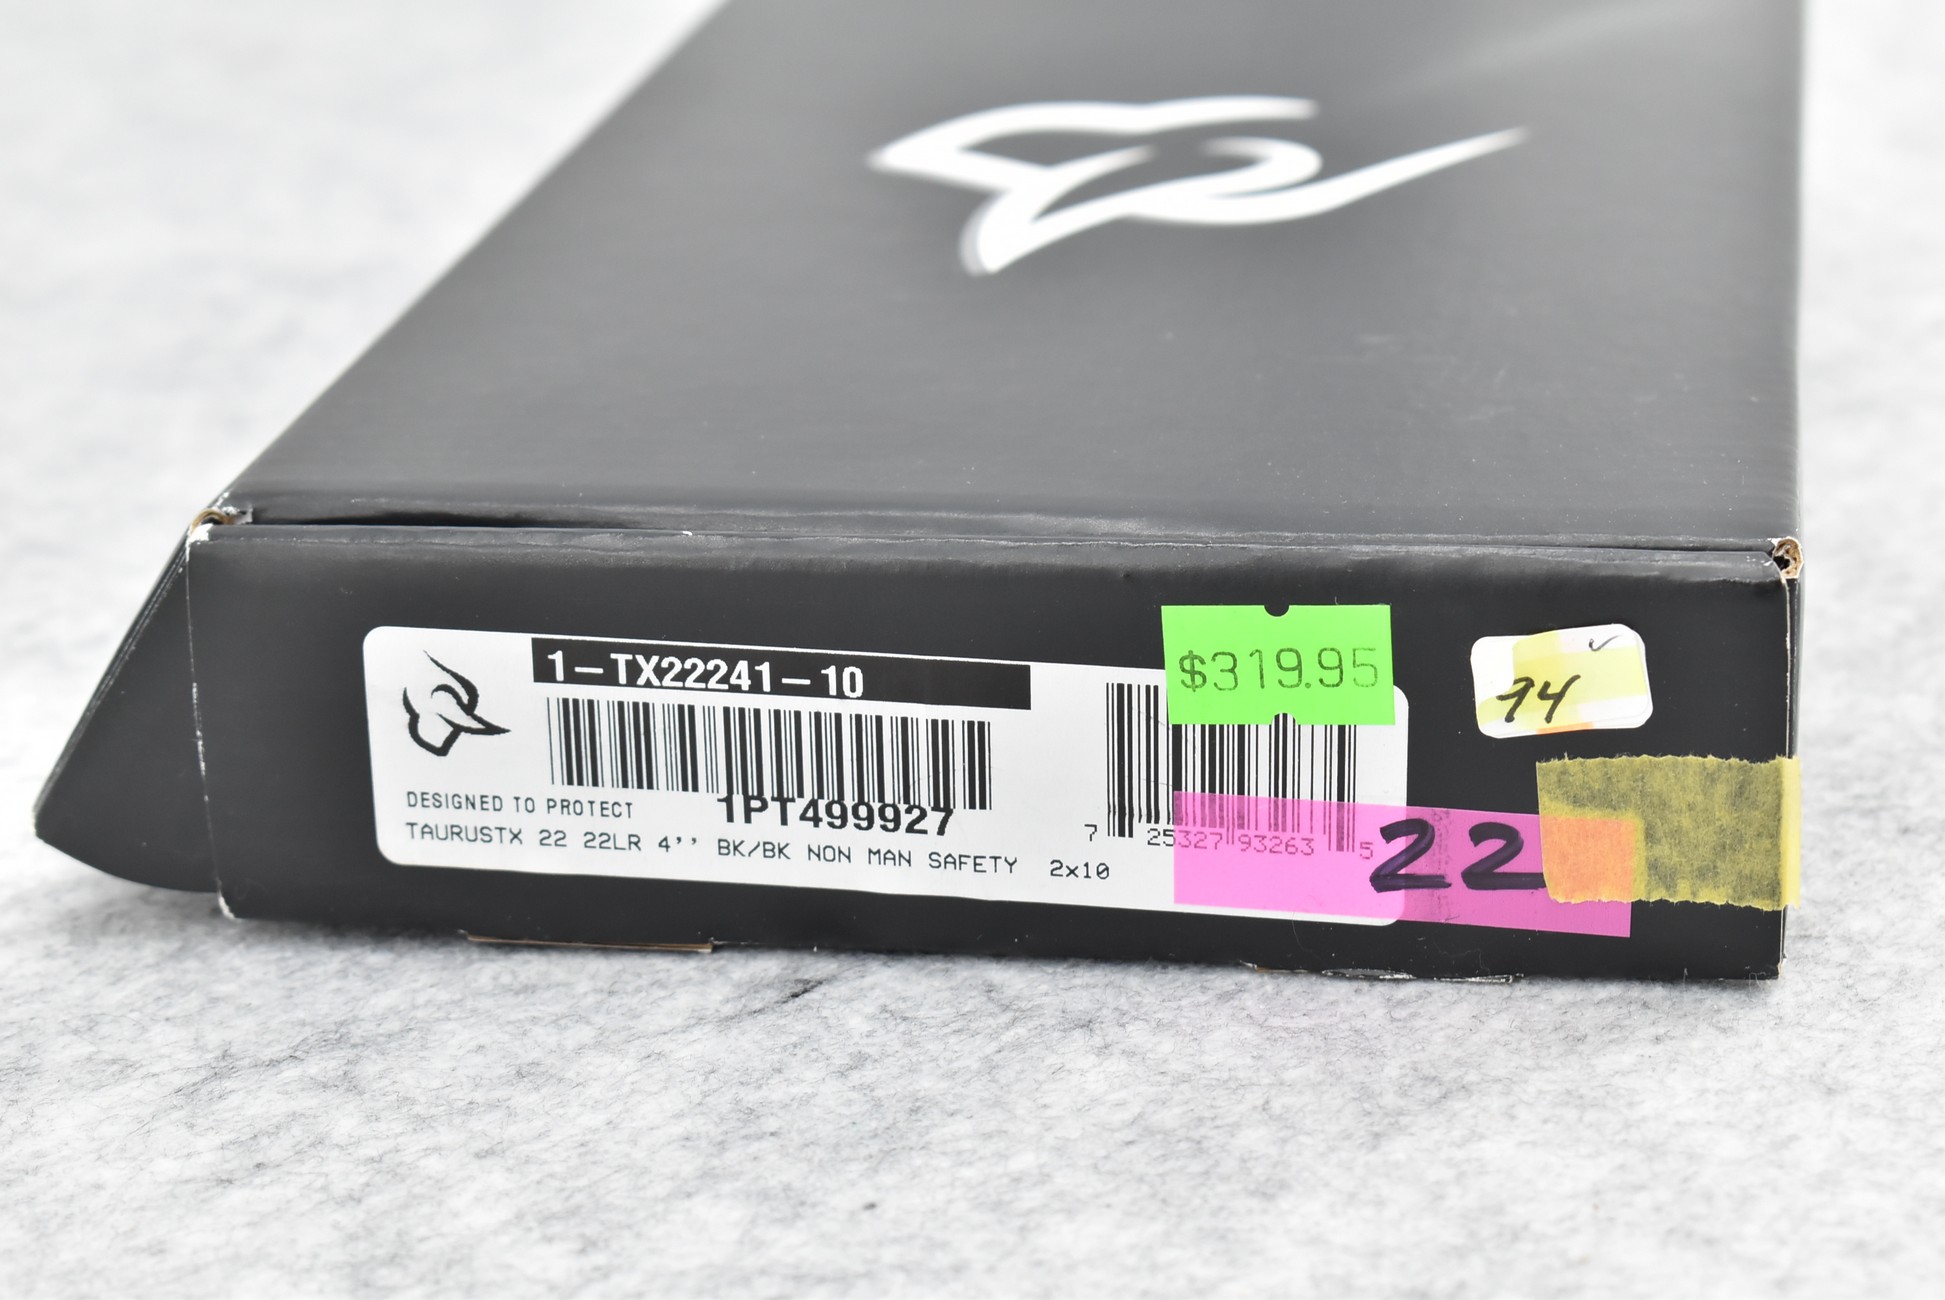 1-TX22241-10
$319.95
94
1PT499927
DESIGNED TO PROTECT
TAURUSTX 22 22LR 4'' BK/BK NON MAN SAFETY 2x10
7 25327 93263 5
22